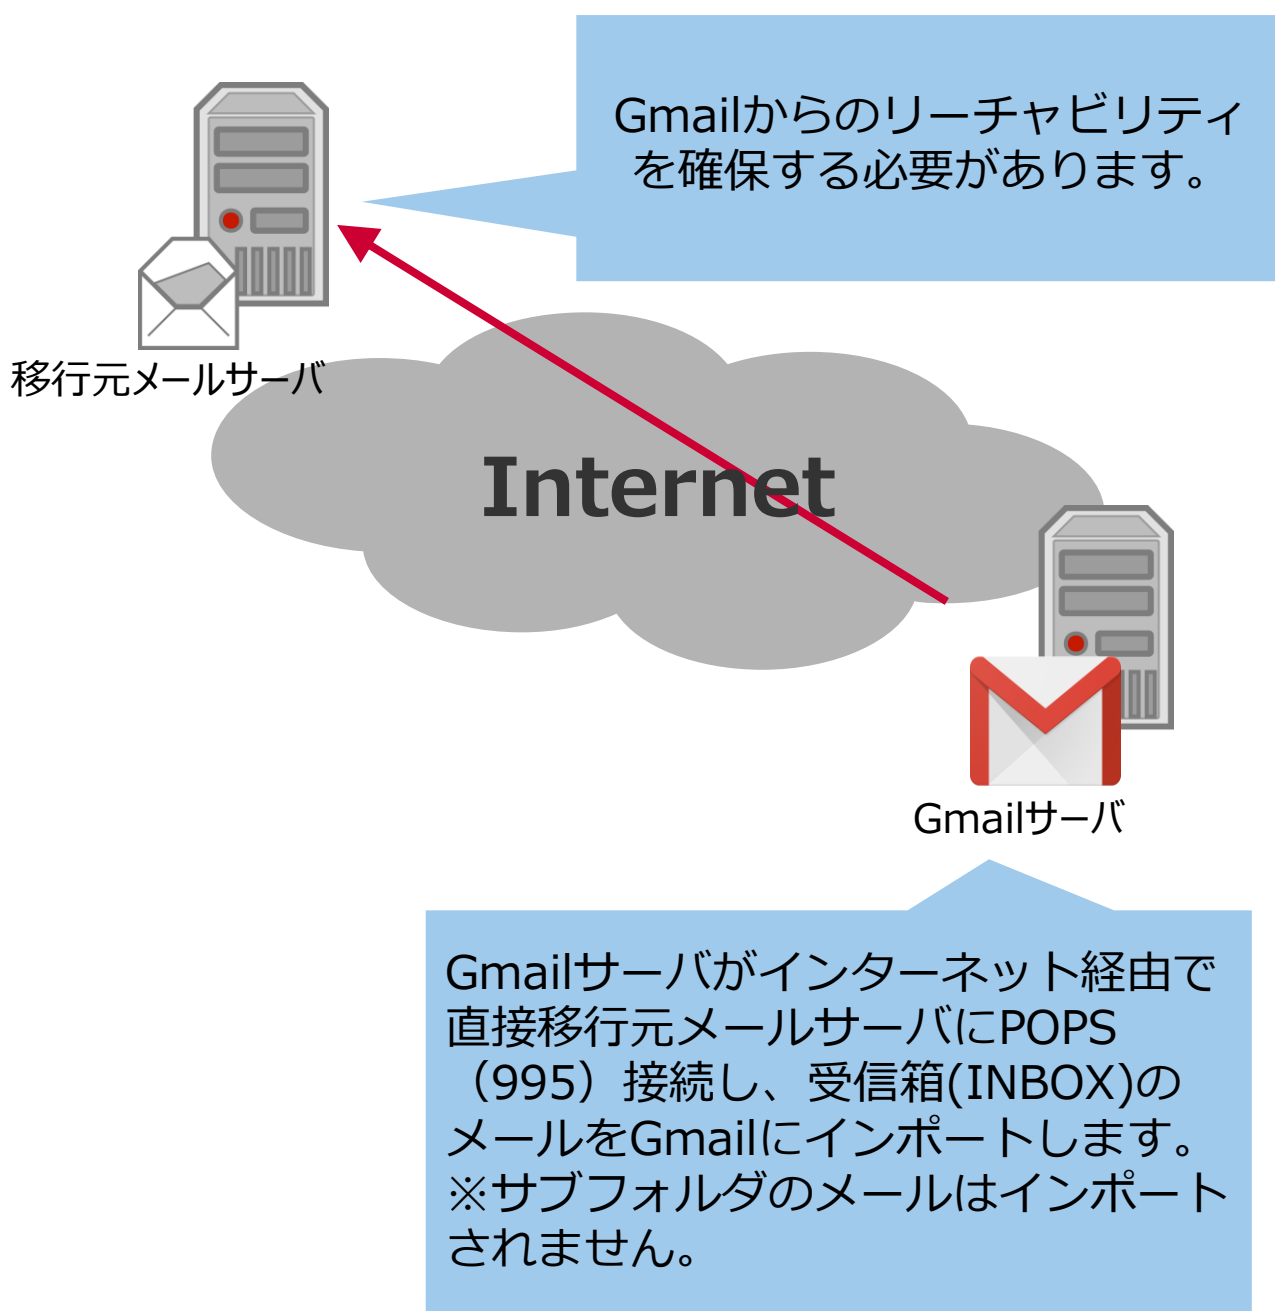 Gmailからのリーチャビリティ
を確保する必要があります。
移行元メールサーバ
Internet
Gmailサーバ
Gmailサーバがインターネット経由で
直接移行元メールサーバにPOPS
（995）接続し、受信箱(INBOX)の
メールをGmailにインポートします。
※サブフォルダのメールはインポート
されません。